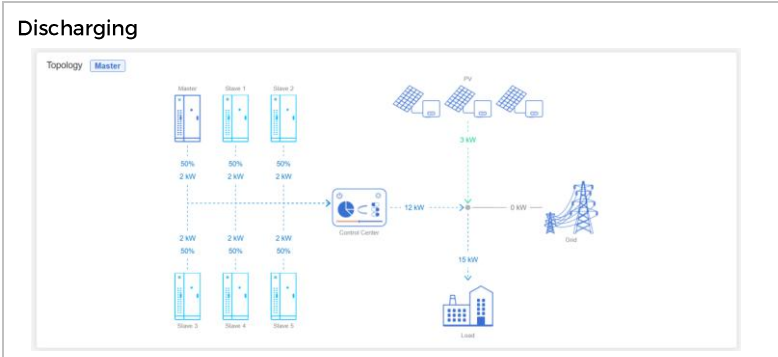 Discharging
Topology Master
Master Slave 1 Slave 2
PV
50% 50% 50%
2 kW 2 kW 2 kW
3 kW
12 kW
0 kW
Control Center
Grid
2 kW 2 kW 2 kW
50% 50% 50%
15 kW
Slave 3 Slave 4 Slave 5
Load